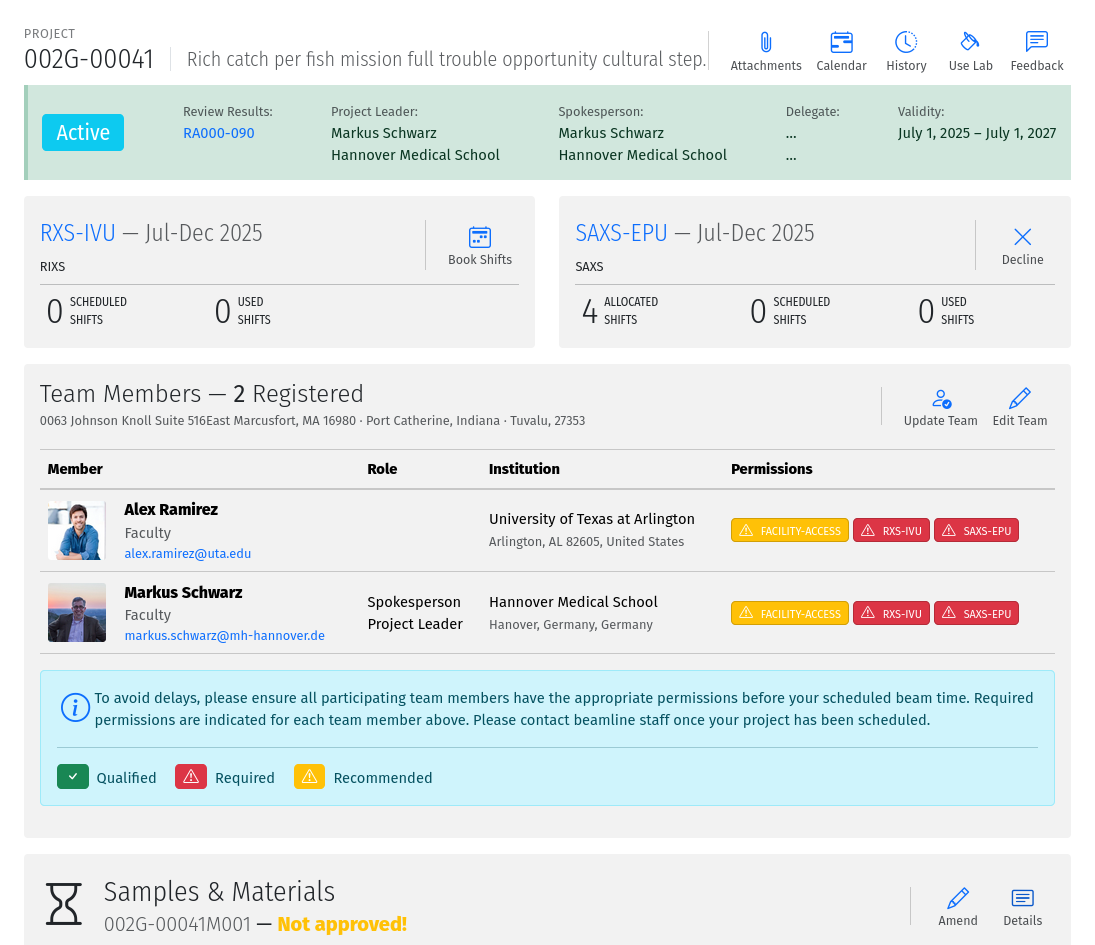 PROJECT
002G-00041
Rich catch per fish mission full trouble opportunity cultural step.
Attachments
Calendar
History
Use Lab
Feedback
Active
Review Results:
RA000-090
Project Leader:
Markus Schwarz
Hannover Medical School
Spokesperson:
Markus Schwarz
Hannover Medical School
Delegate:
...
...
Validity:
July 1, 2025 – July 1, 2027
RXS-IVU — Jul-Dec 2025
RIXS
Book Shifts
0 SCHEDULED SHIFTS
0 USED SHIFTS
SAXS-EPU — Jul-Dec 2025
SAXS
Decline
4 ALLOCATED SHIFTS
0 SCHEDULED SHIFTS
0 USED SHIFTS
Team Members — 2 Registered
0063 Johnson Knoll Suite 516East Marcusfort, MA 16980 · Port Catherine, Indiana · Tuvalu, 27353
Update Team
Edit Team
Member
Role
Institution
Permissions
Alex Ramirez
Faculty
alex.ramirez@uta.edu
University of Texas at Arlington
Arlington, AL 82605, United States
FACILITY-ACCESS
RXS-IVU
SAXS-EPU
Markus Schwarz
Faculty
markus.schwarz@mh-hannover.de
Spokesperson
Project Leader
Hannover Medical School
Hanover, Germany, Germany
FACILITY-ACCESS
RXS-IVU
SAXS-EPU
To avoid delays, please ensure all participating team members have the appropriate permissions before your scheduled beam time. Required
permissions are indicated for each team member above. Please contact beamline staff once your project has been scheduled.
Qualified
Required
Recommended
Samples & Materials
002G-00041M001 — Not approved!
Amend
Details